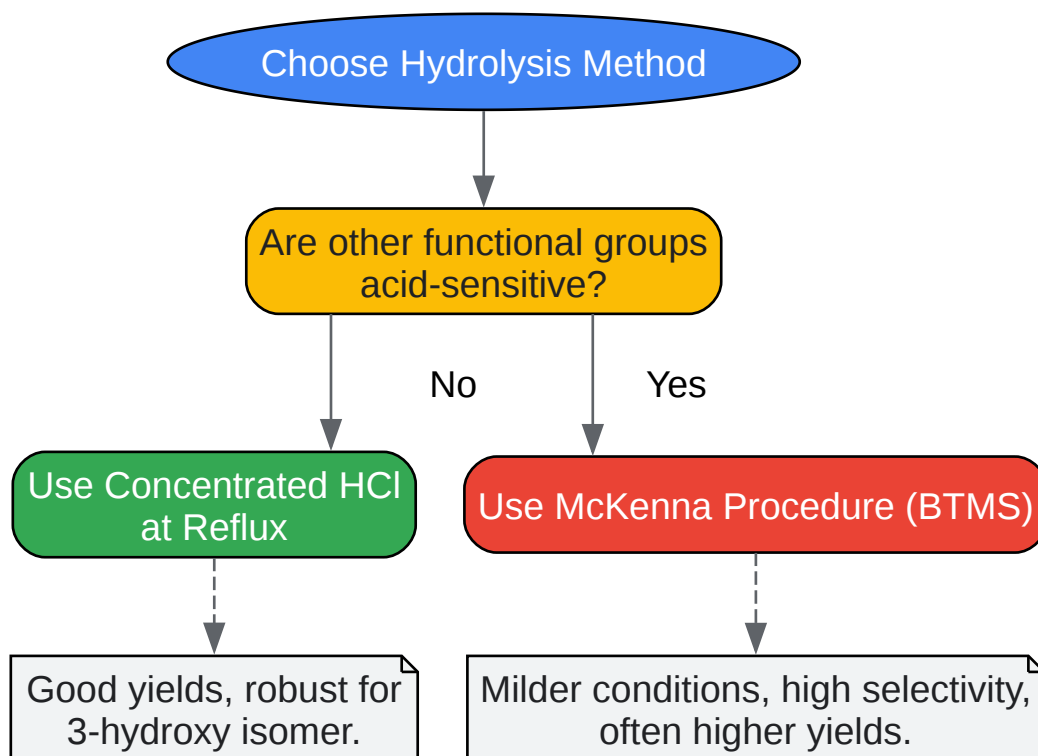 Choose Hydrolysis Method
Are other functional groups
acid-sensitive?
No
Yes
Use Concentrated HCl
at Reflux
Use McKenna Procedure (BTMS)
Good yields, robust for
3-hydroxy isomer.
Milder conditions, high selectivity,
often higher yields.